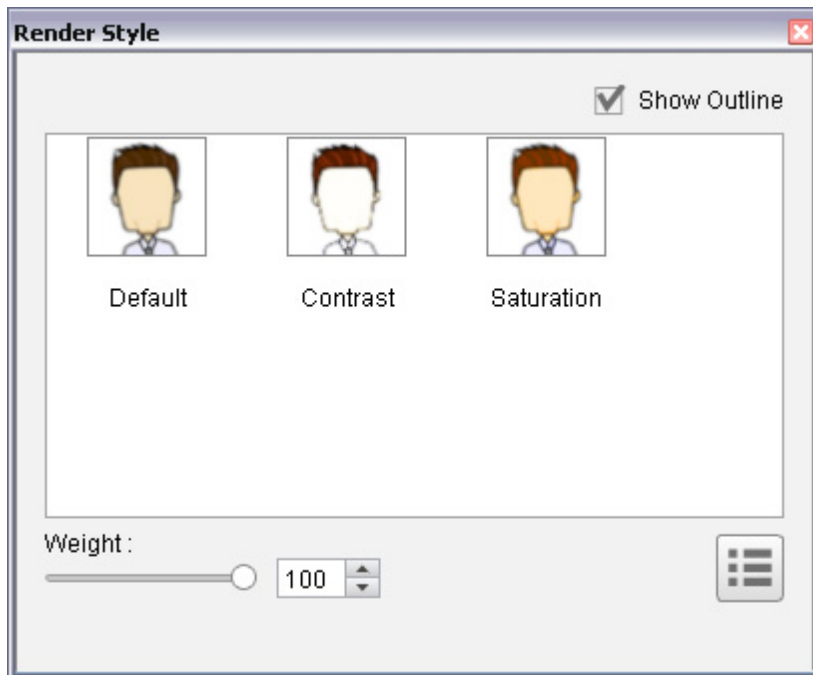 Render Style
Show Outline
Default Contrast Saturation
Weight :
100